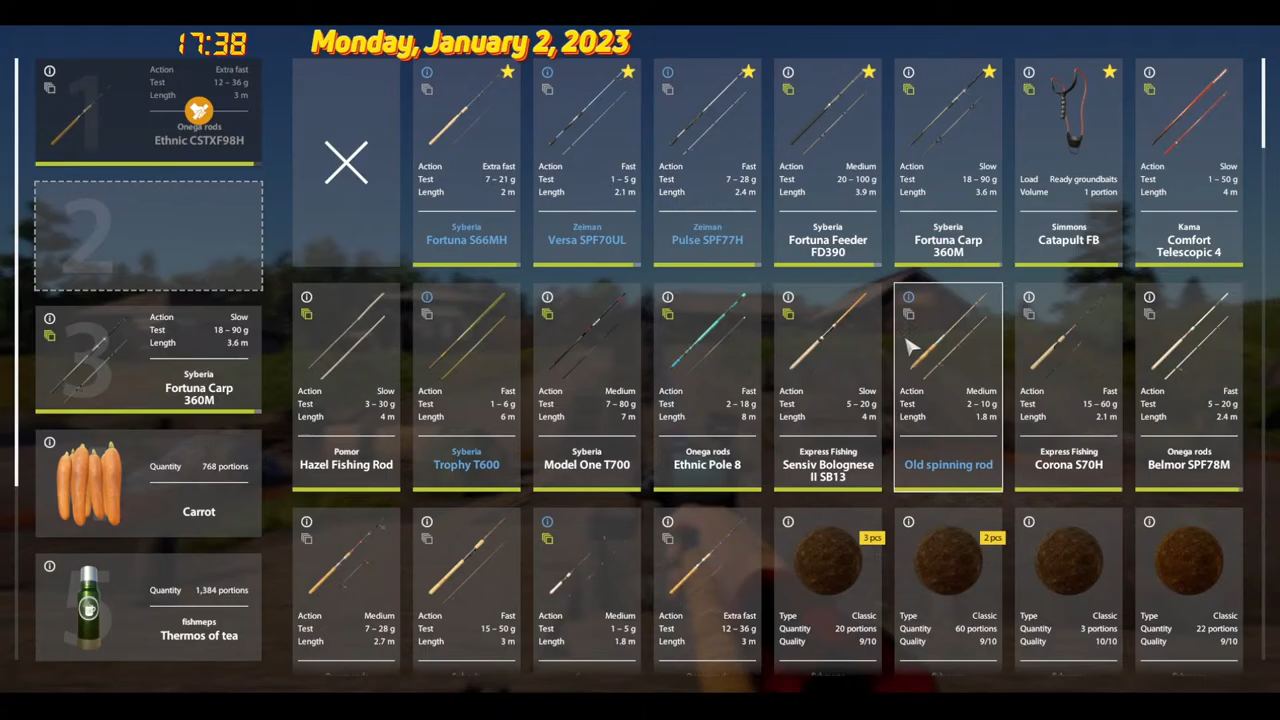 17:38
Monday, January 2, 2023
1
Action Extra fast
Test 12 – 36 g
Length 3 m
Onega rods
Ethnic CSTXF98H
2
3
Action Slow
Test 18 – 90 g
Length 3.6 m
Syberia
Fortuna Carp
360M
Quantity 768 portions
Carrot
5
Quantity 1,384 portions
fishmeps
Thermos of tea
Action Extra fast
Test 7 – 21 g
Length 2 m
Syberia
Fortuna S66MH
Action Fast
Test 1 – 5 g
Length 2.1 m
Zeiman
Versa SPF70UL
Action Fast
Test 7 – 28 g
Length 2.4 m
Zeiman
Pulse SPF77H
Action Medium
Test 20 – 100 g
Length 3.9 m
Syberia
Fortuna Feeder
FD390
Action Slow
Test 18 – 90 g
Length 3.6 m
Syberia
Fortuna Carp
360M
Load Ready groundbaits
Volume 1 portion
Simmons
Catapult FB
Action Slow
Test 1 – 50 g
Length 4 m
Kama
Comfort
Telescopic 4
Action Slow
Test 3 – 30 g
Length 4 m
Pomor
Hazel Fishing Rod
Action Fast
Test 1 – 6 g
Length 6 m
Syberia
Trophy T600
Action Medium
Test 7 – 80 g
Length 7 m
Syberia
Model One T700
Action Medium
Test 2 – 18 g
Length 8 m
Onega rods
Ethnic Pole 8
Action Slow
Test 5 – 20 g
Length 4 m
Express Fishing
Sensiv Bolognese
II SB13
Action Medium
Test 2 – 10 g
Length 1.8 m
Old spinning rod
Action Fast
Test 15 – 60 g
Length 2.1 m
Express Fishing
Corona S70H
Action Fast
Test 5 – 20 g
Length 2.4 m
Onega rods
Belmor SPF78M
Action Medium
Test 7 – 28 g
Length 2.7 m
Action Fast
Test 15 – 50 g
Length 3 m
Action Medium
Test 1 – 5 g
Length 1.8 m
Action Extra fast
Test 12 – 36 g
Length 3 m
3 pcs
Type Classic
Quantity 20 portions
Quality 9/10
2 pcs
Type Classic
Quantity 60 portions
Quality 9/10
Type Classic
Quantity 3 portions
Quality 10/10
Type Classic
Quantity 22 portions
Quality 9/10